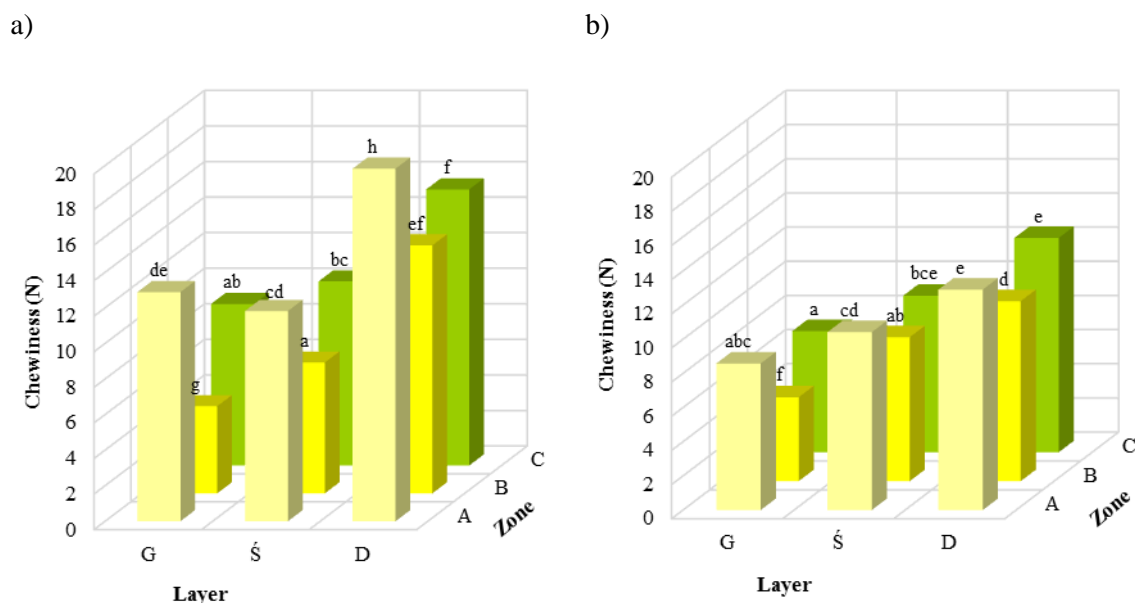 a)
20
18
16
14
12
10
8
6
4
2
0
Chewiness (N)
de
ab
g
cd
bc
a
h
ef
f
G
Ś
D
Layer
A
B
C
Zone
b)
20
18
16
14
12
10
8
6
4
2
0
Chewiness (N)
abc
a
f
cd
bce
ab
e
d
e
G
Ś
D
Layer
A
B
C
Zone